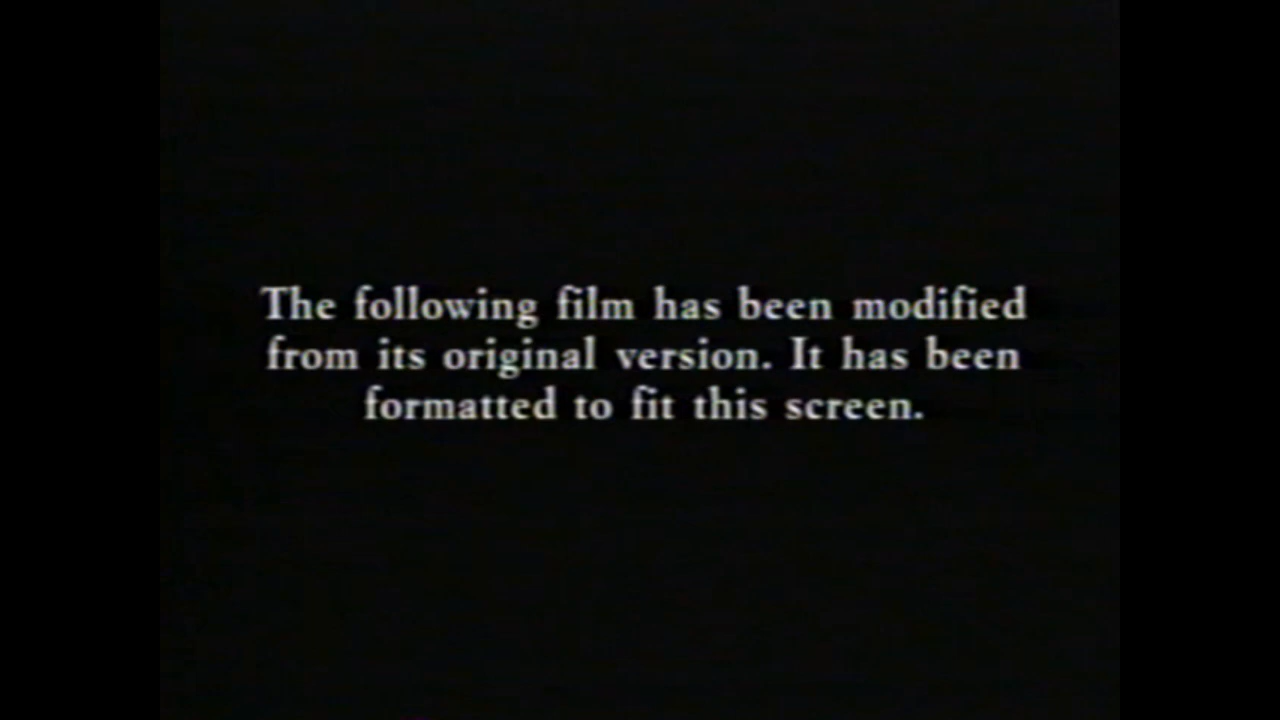 The following film has been modified
from its original version. It has been
formatted to fit this screen.